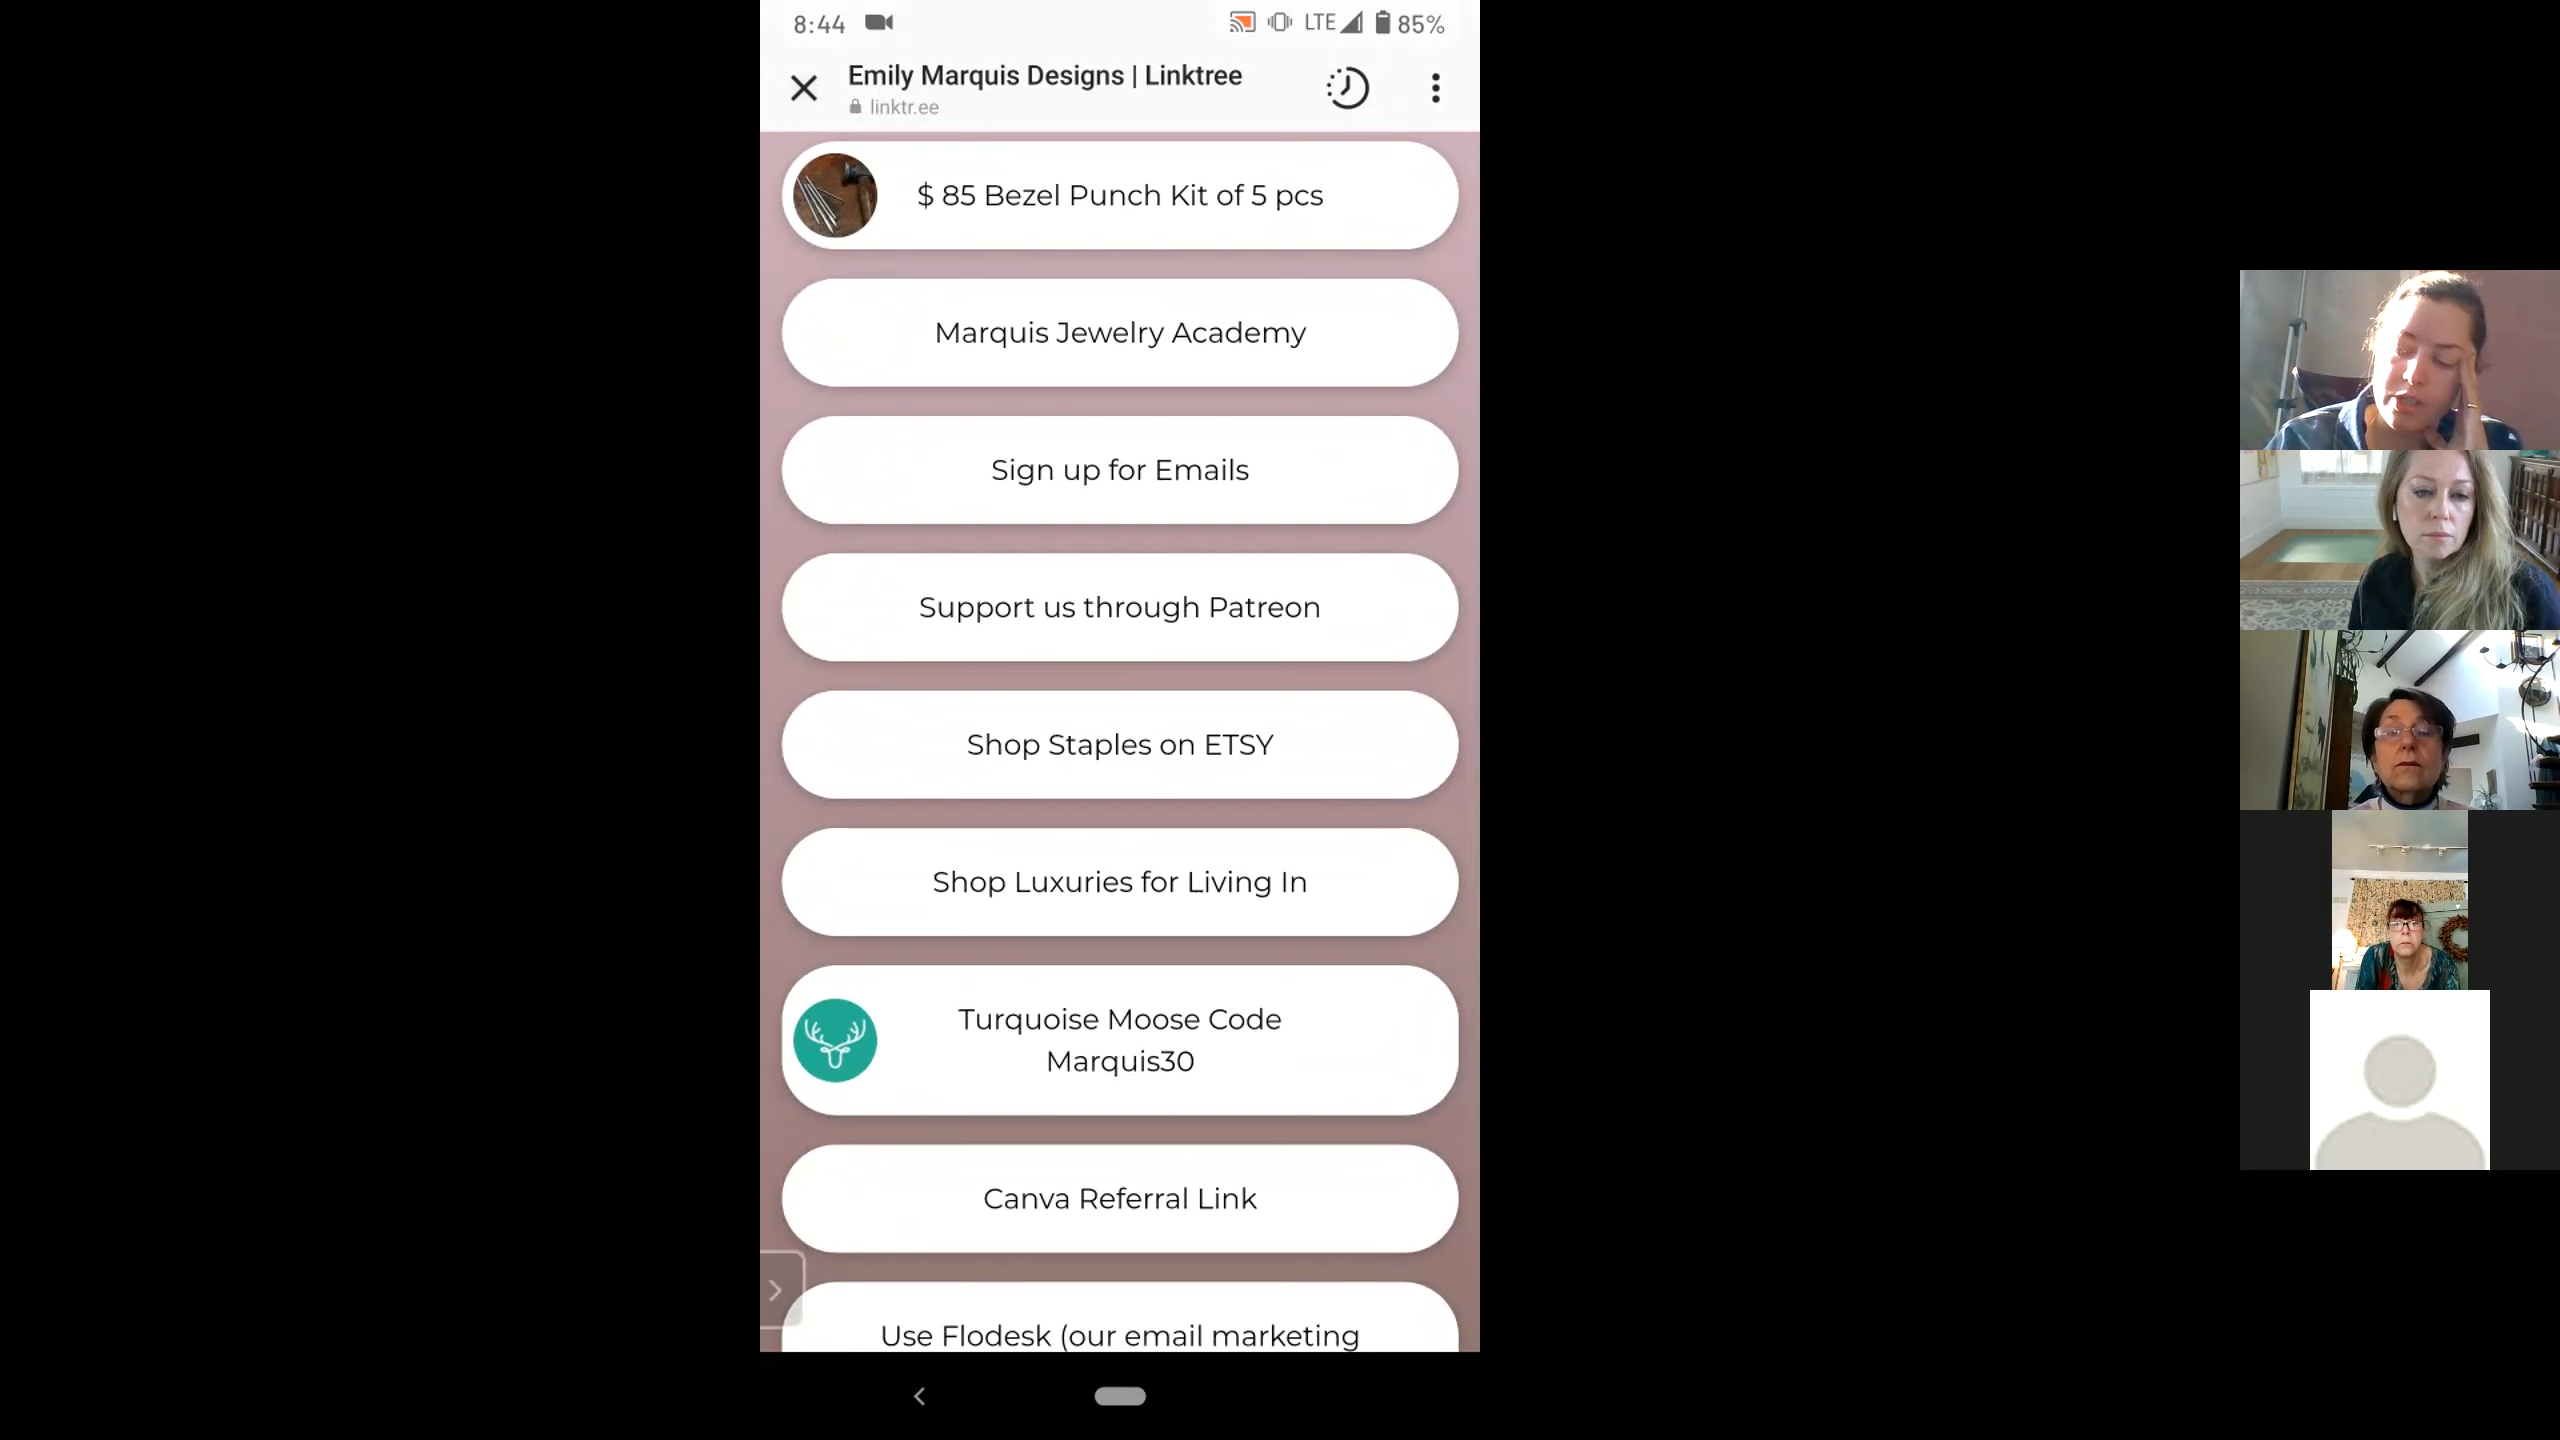 8:44
LTE
85%
Emily Marquis Designs | Linktree
linktr.ee
$ 85 Bezel Punch Kit of 5 pcs
Marquis Jewelry Academy
Sign up for Emails
Support us through Patreon
Shop Staples on ETSY
Shop Luxuries for Living In
Turquoise Moose Code
Marquis30
Canva Referral Link
Use Flodesk (our email marketing